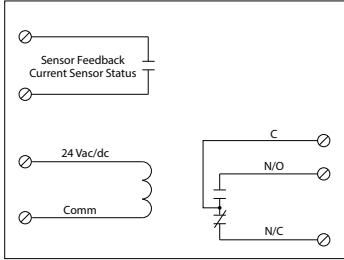 Sensor Feedback
Current Sensor Status
C
24 Vac/dc
N/O
Comm
N/C